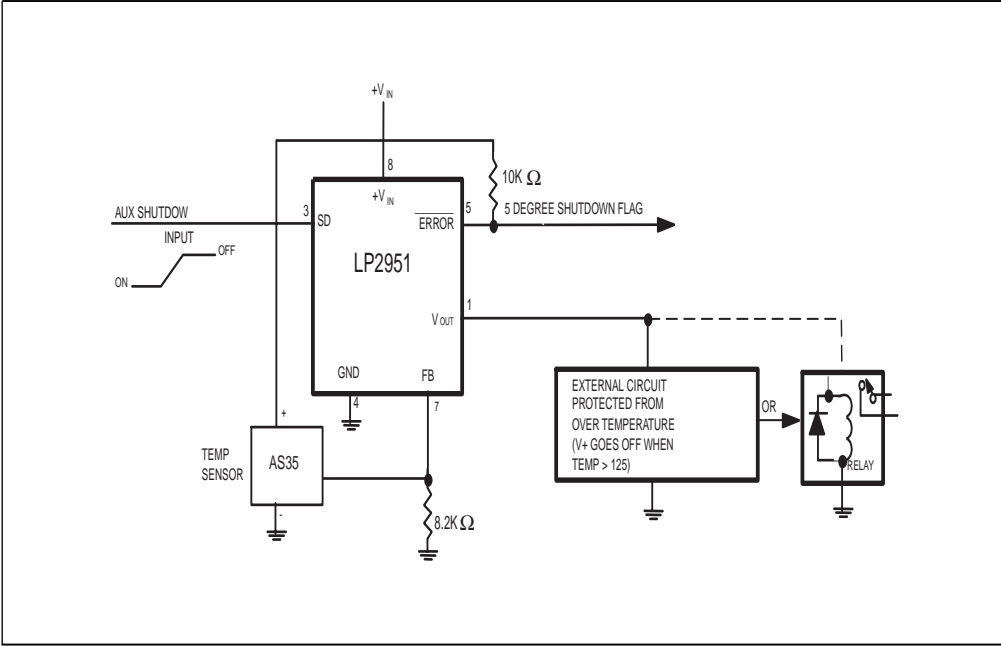 +V IN
8
10K Ω
+V IN
AUX SHUTDOW
3
SD
ERROR
5
5 DEGREE SHUTDOWN FLAG
INPUT
OFF
ON
LP2951
1
V OUT
GND
FB
4
7
EXTERNAL CIRCUIT
PROTECTED FROM
OVER TEMPERATURE
(V+ GOES OFF WHEN
TEMP > 125)
OR
RELAY
+
TEMP
SENSOR
AS35
-
8.2K Ω